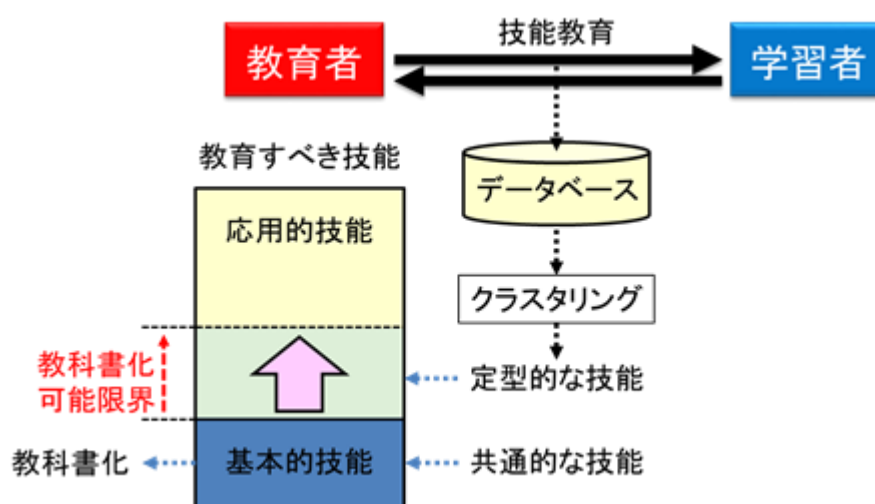 技能教育
教育者
学習者
教育すべき技能
データベース
応用的技能
クラスタリング
教科書化
可能限界
定型的な技能
教科書化
基本的技能
共通的な技能